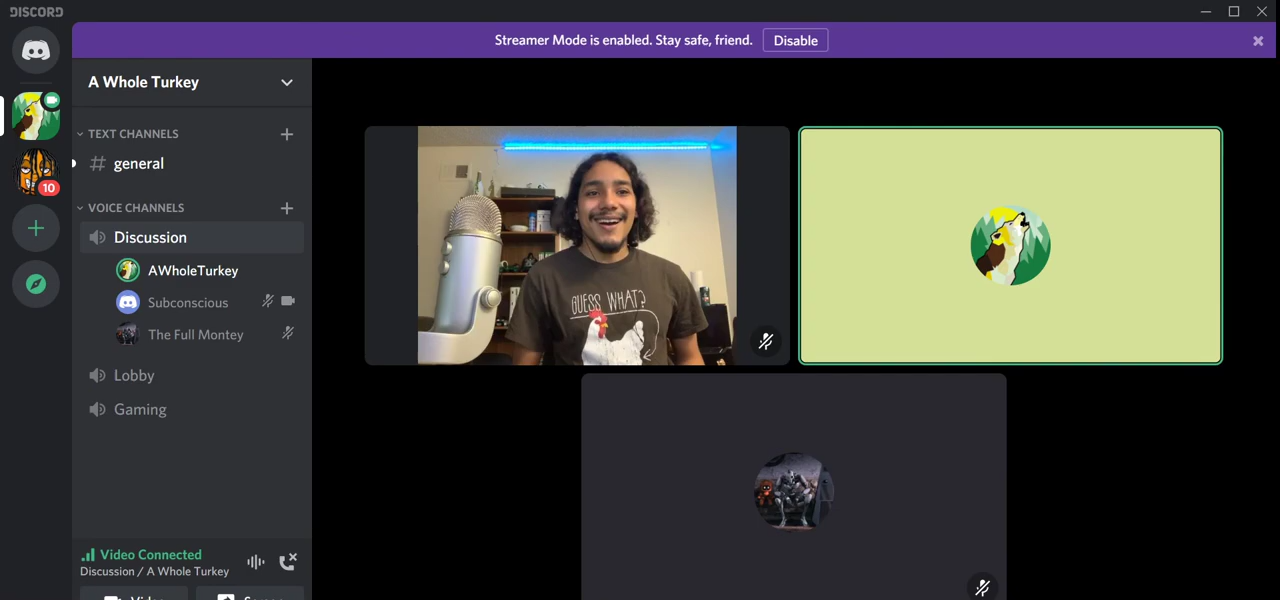 DISCORD
Streamer Mode is enabled. Stay safe, friend. Disable
A Whole Turkey
TEXT CHANNELS
general
10
VOICE CHANNELS
Discussion
AWholeTurkey
Subconscious
The Full Montey
Lobby
Gaming
GUESS WHAT?
Video Connected
Discussion / A Whole Turkey
Video